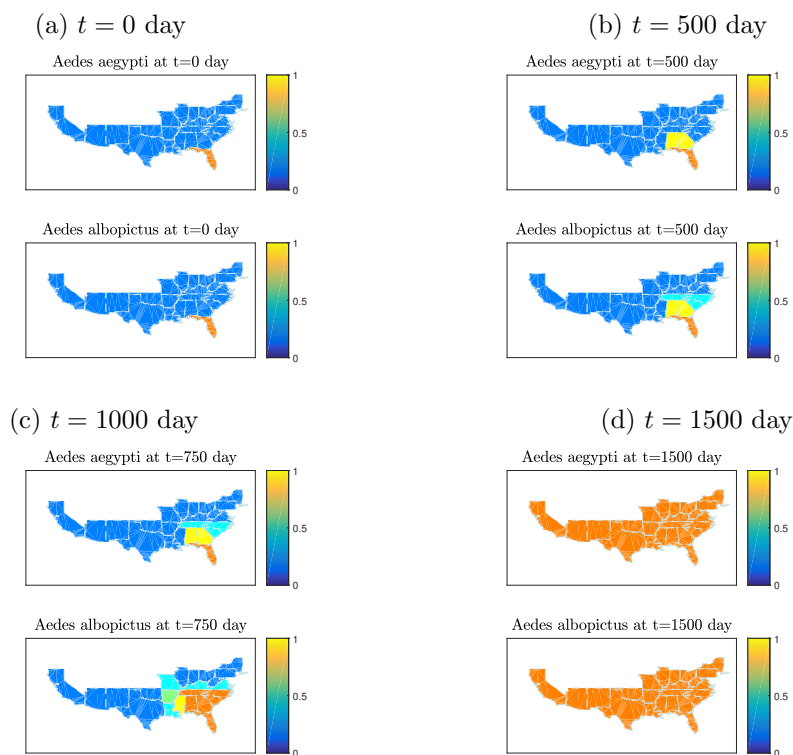 (a) t = 0 day
Aedes aegypti at t=0 day
1
0.5
0
Aedes albopictus at t=0 day
1
0.5
0
(b) t = 500 day
Aedes aegypti at t=500 day
1
0.5
0
Aedes albopictus at t=500 day
1
0.5
0
(c) t = 1000 day
Aedes aegypti at t=750 day
1
0.5
0
Aedes albopictus at t=750 day
1
0.5
0
(d) t = 1500 day
Aedes aegypti at t=1500 day
1
0.5
0
Aedes albopictus at t=1500 day
1
0.5
0